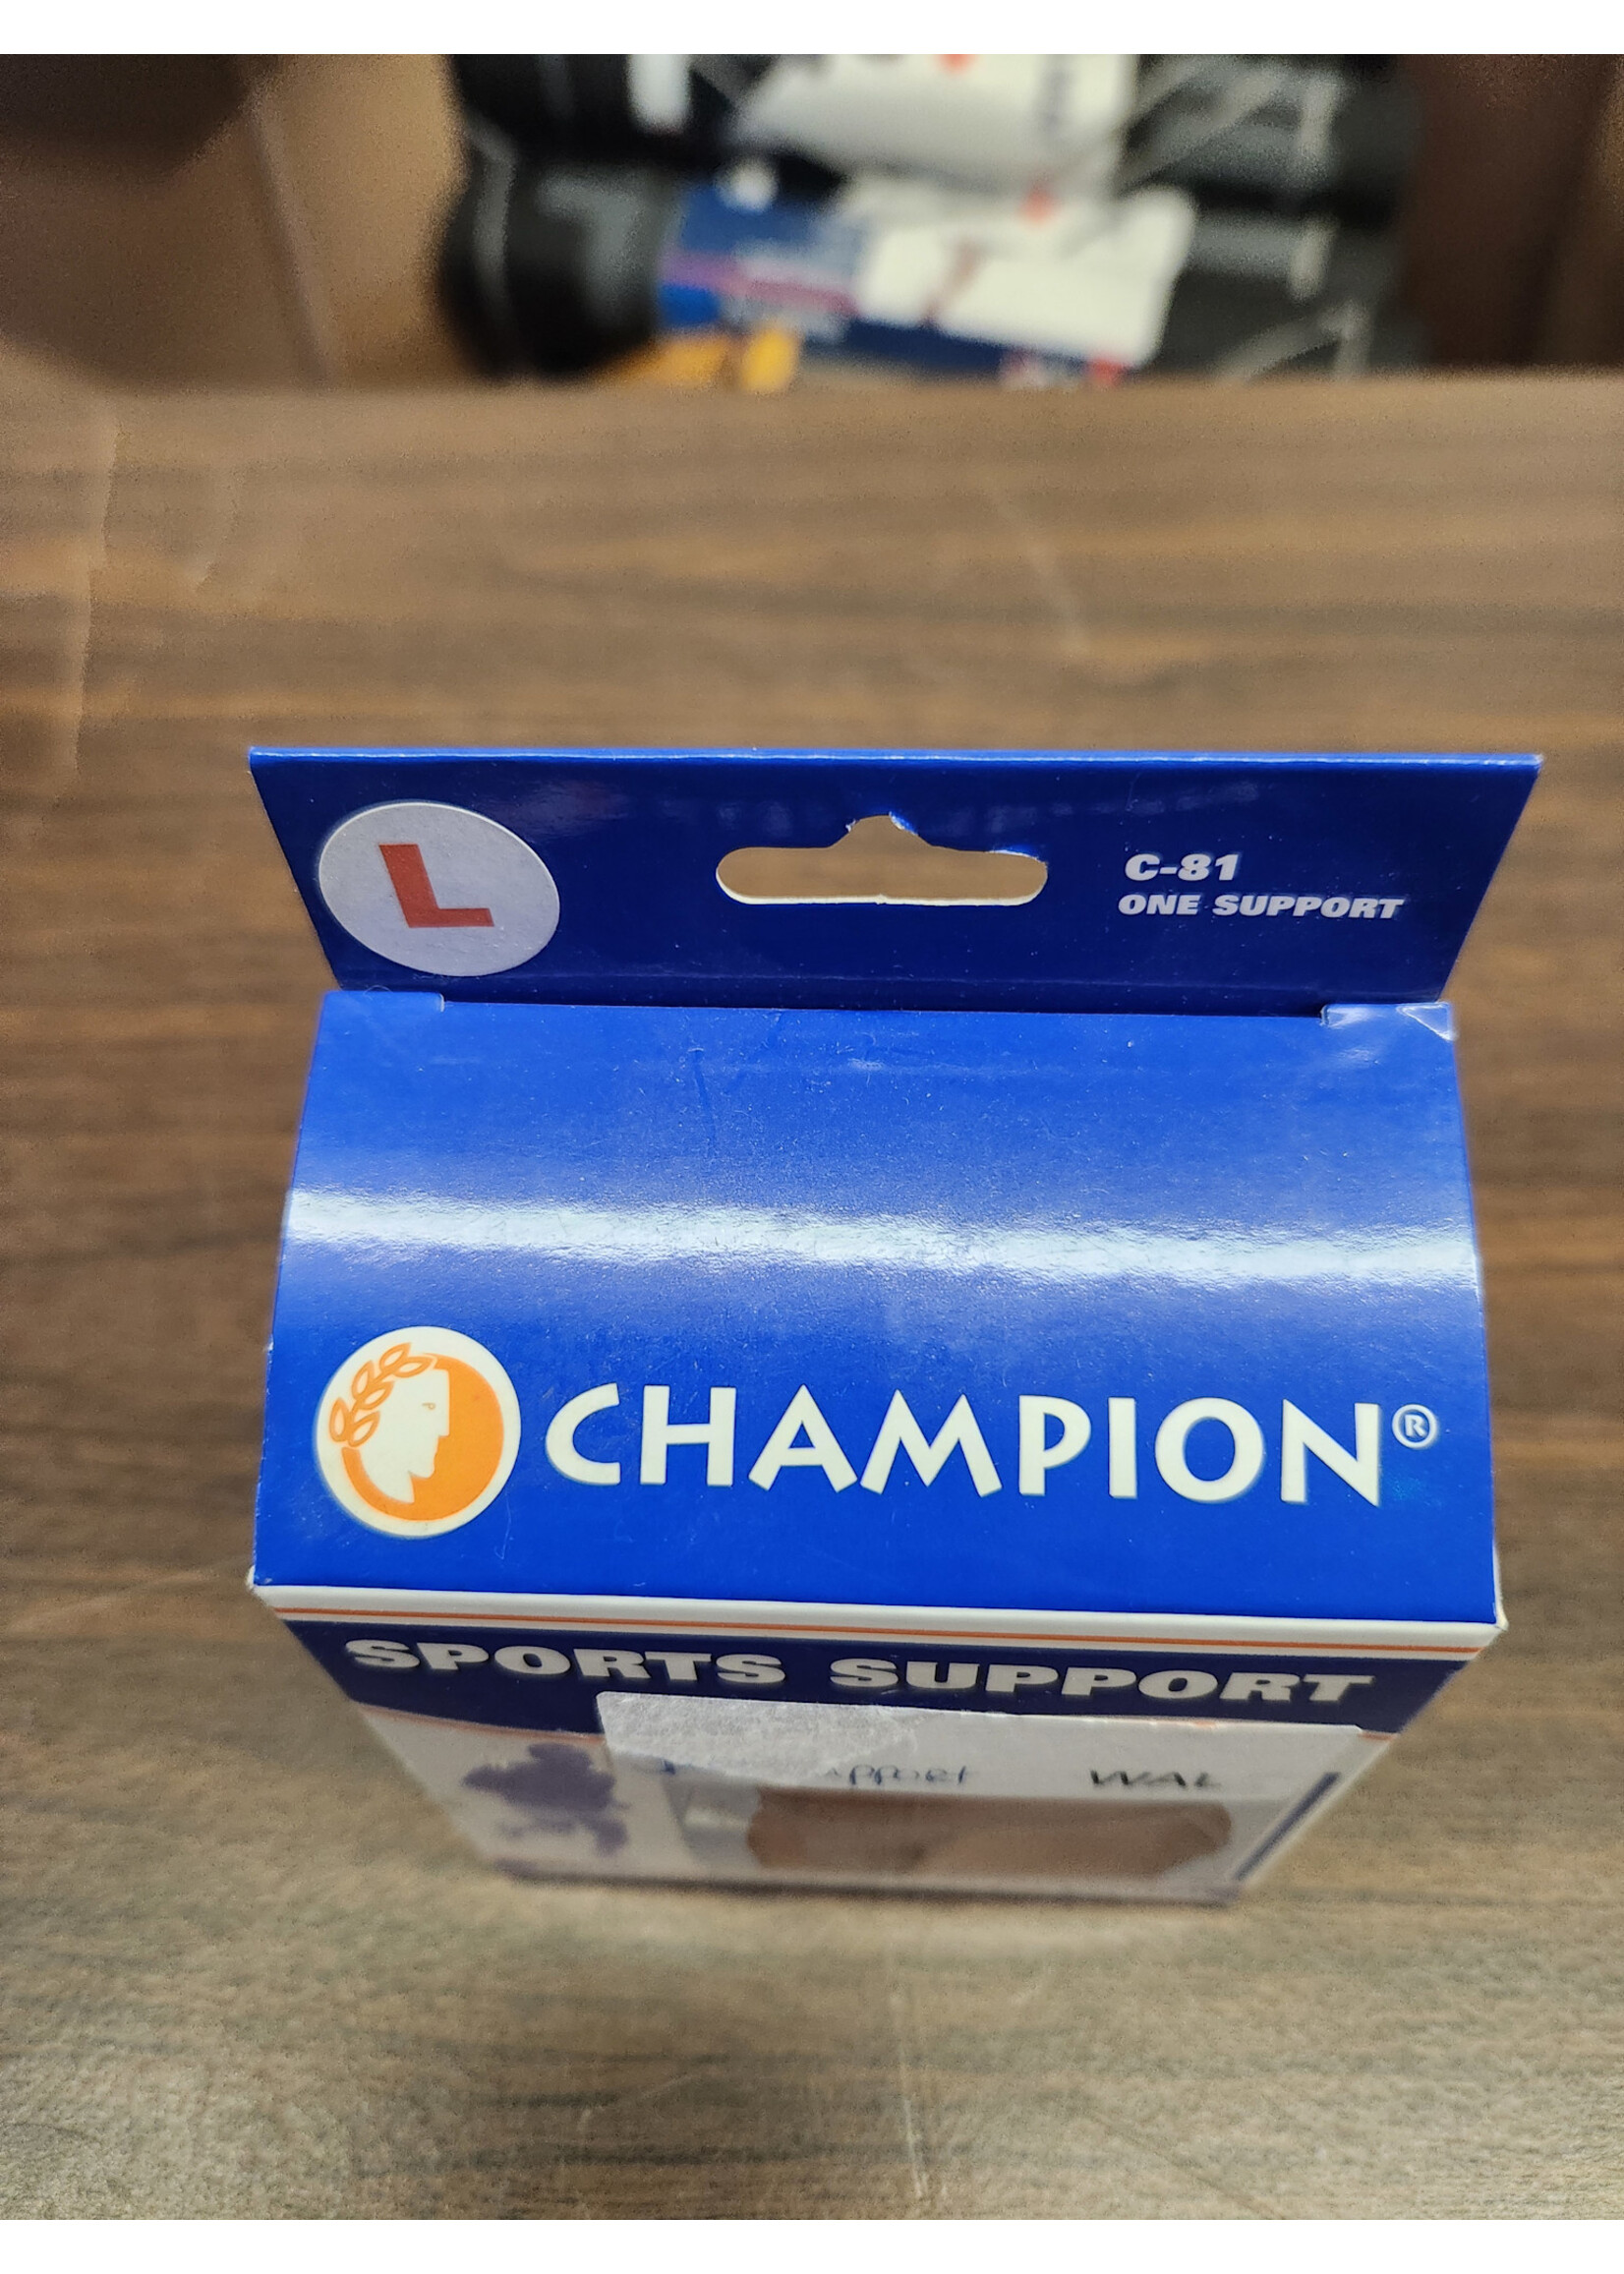 L
C-81
ONE SUPPORT
CHAMPION®
SPORTS SUPPORT
WAL